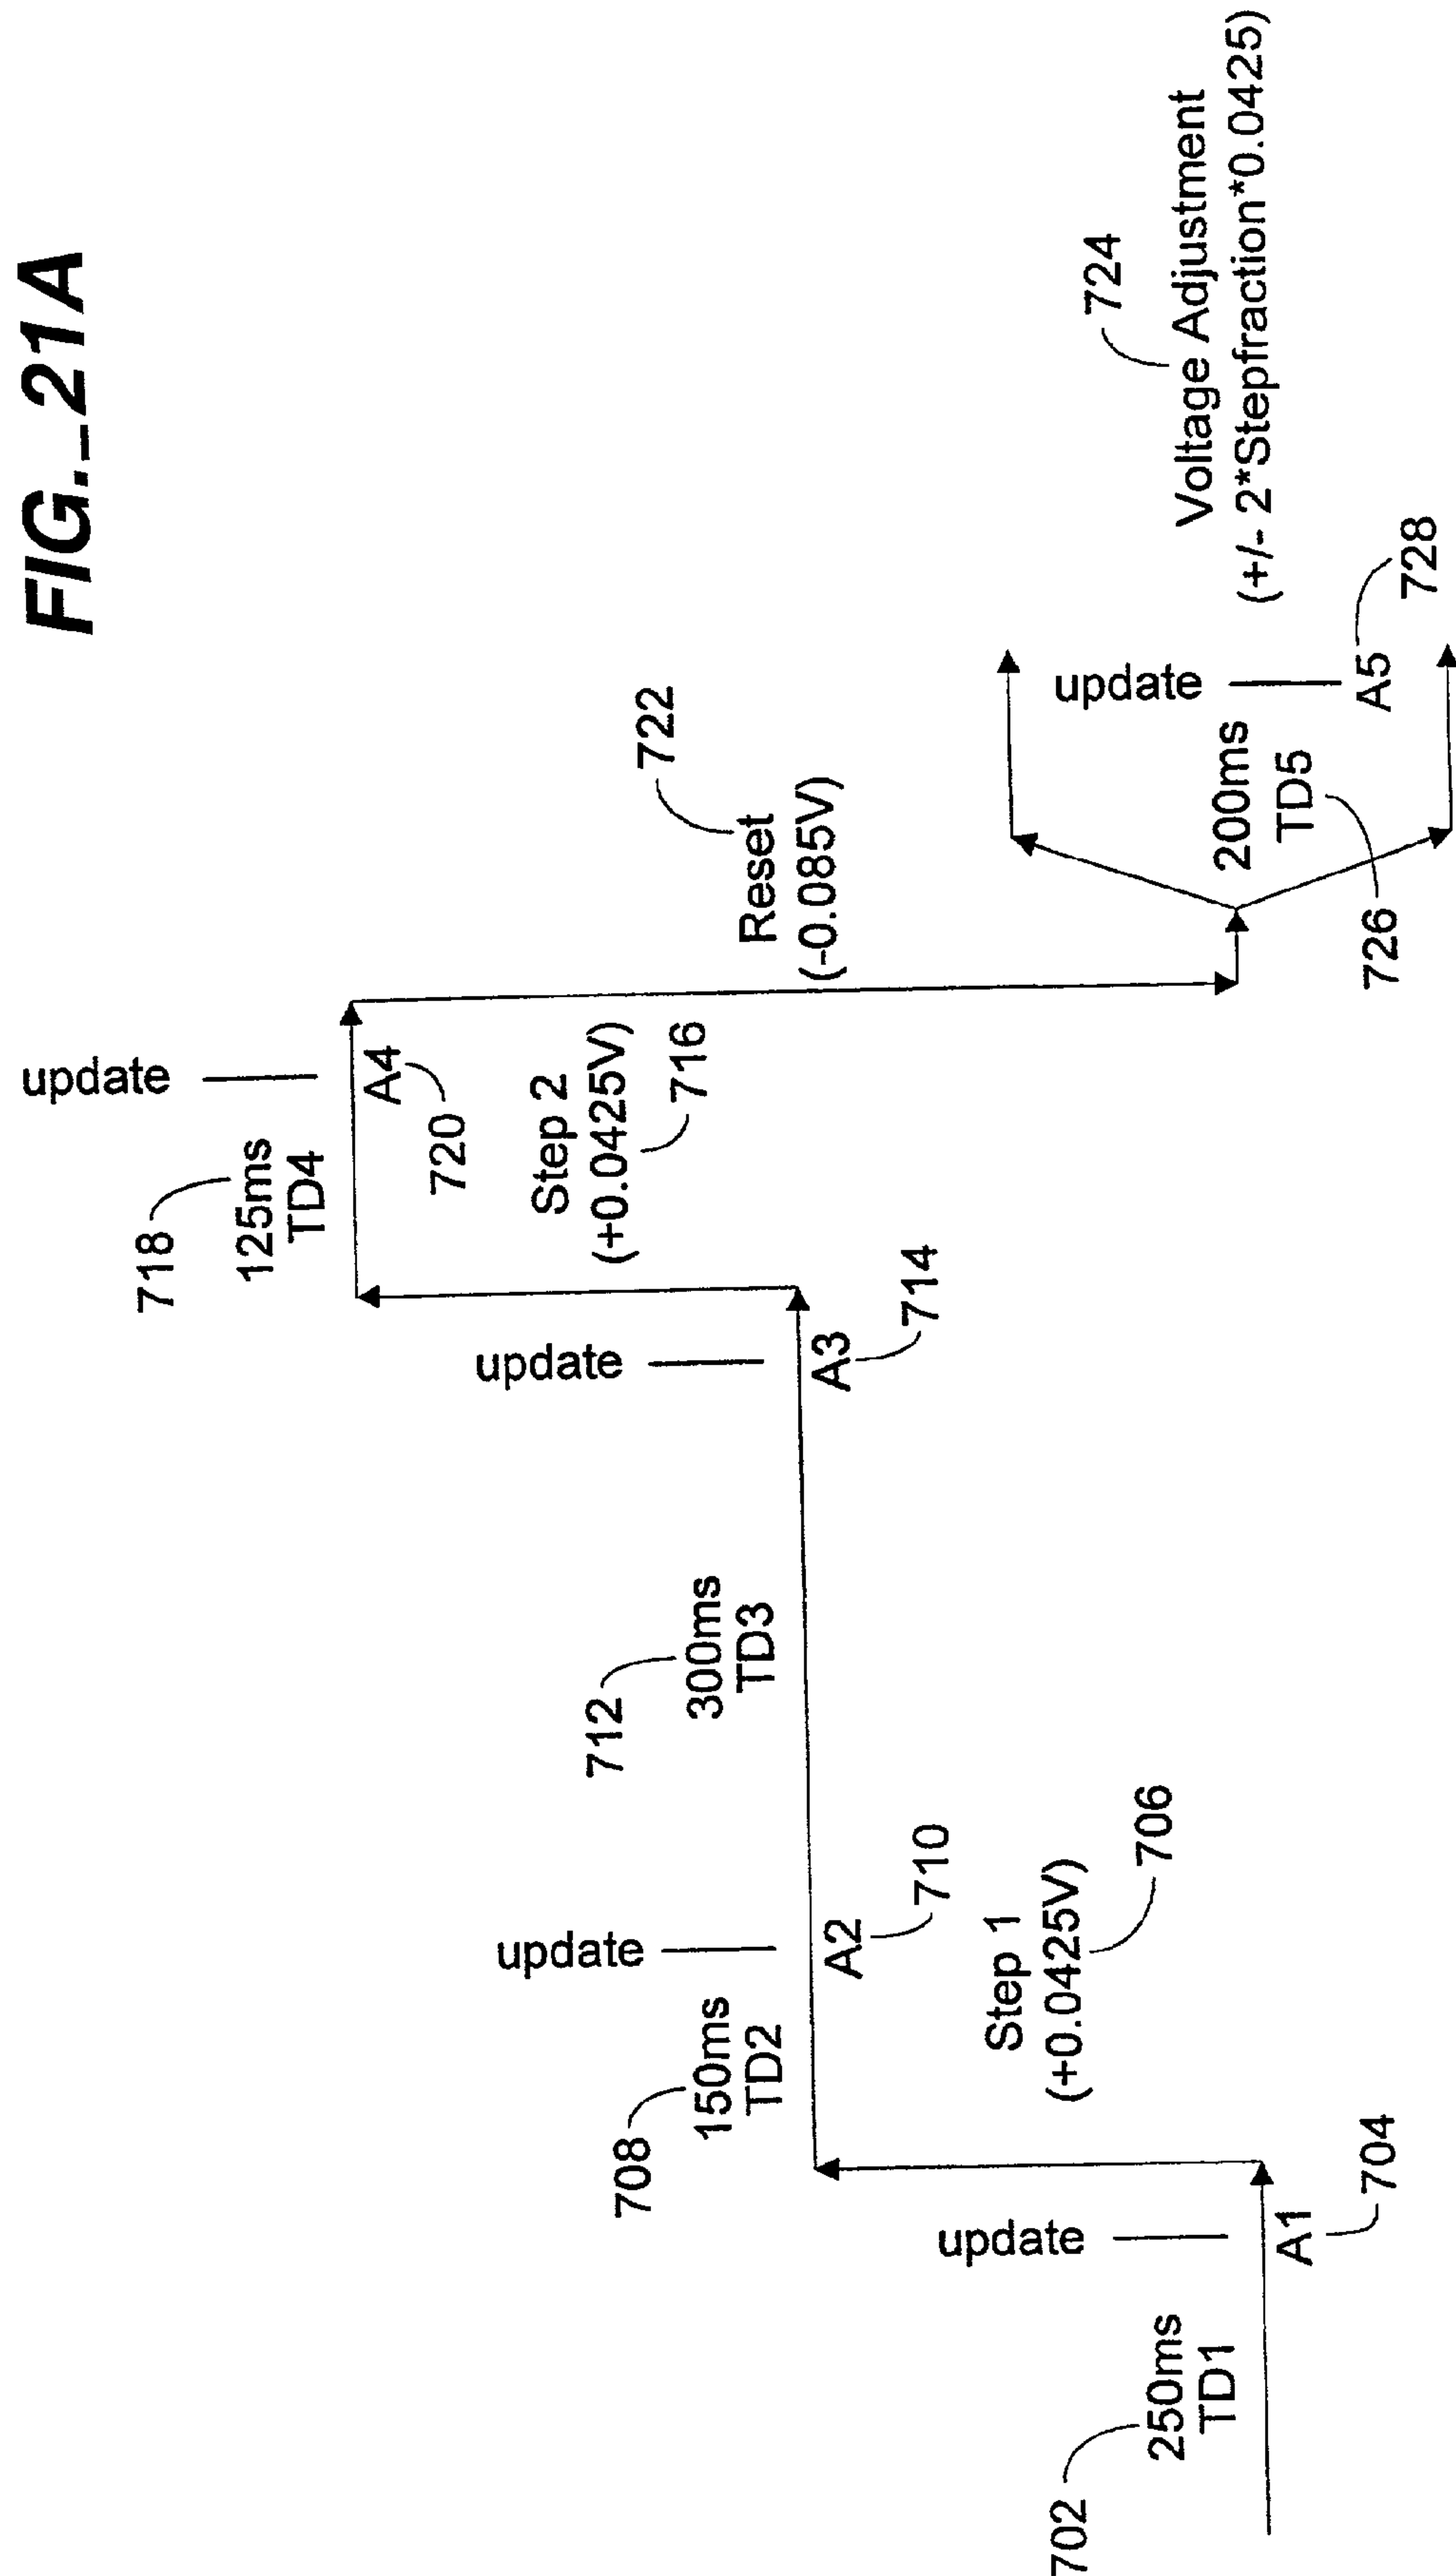 FIG._21A
702
250ms
TD1
update
A1
704
Step 1
(+0.0425V)
706
708
150ms
TD2
update
A2
710
712
300ms
TD3
update
A3
714
Step 2
(+0.0425V)
716
718
125ms
TD4
update
A4
720
Reset
(-0.085V)
722
724
Voltage Adjustment
(+/- 2*Stepfraction*0.0425)
200ms
TD5
726
update
A5
728